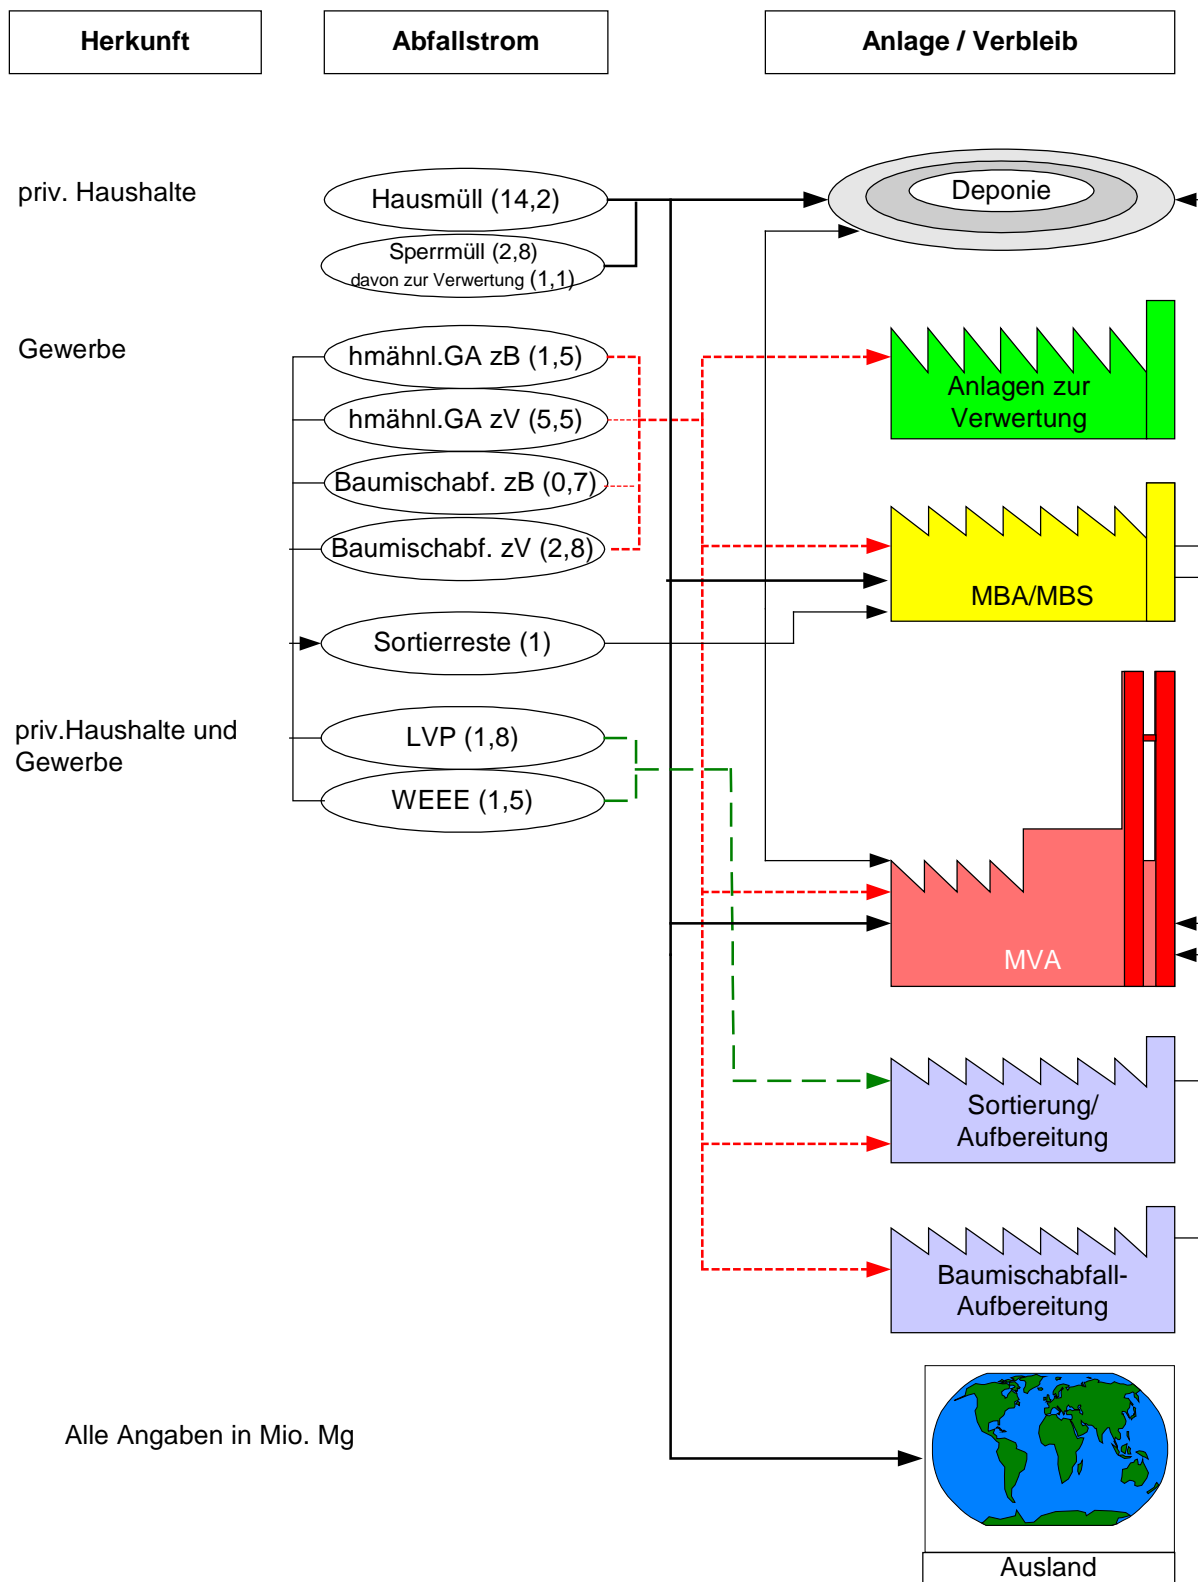 Herkunft
Abfallstrom
Anlage / Verbleib
priv. Haushalte
Hausmüll (14,2)
Deponie
Sperrmüll (2,8)
davon zur Verwertung (1,1)
Gewerbe
hmähnl.GA zB (1,5)
Anlagen zur
Verwertung
hmähnl.GA zV (5,5)
Baumischabf. zB (0,7)
Baumischabf. zV (2,8)
MBA/MBS
Sortierreste (1)
priv.Haushalte und
Gewerbe
LVP (1,8)
WEEE (1,5)
MVA
Sortierung/
Aufbereitung
Baumischabfall-
Aufbereitung
Alle Angaben in Mio. Mg
Ausland